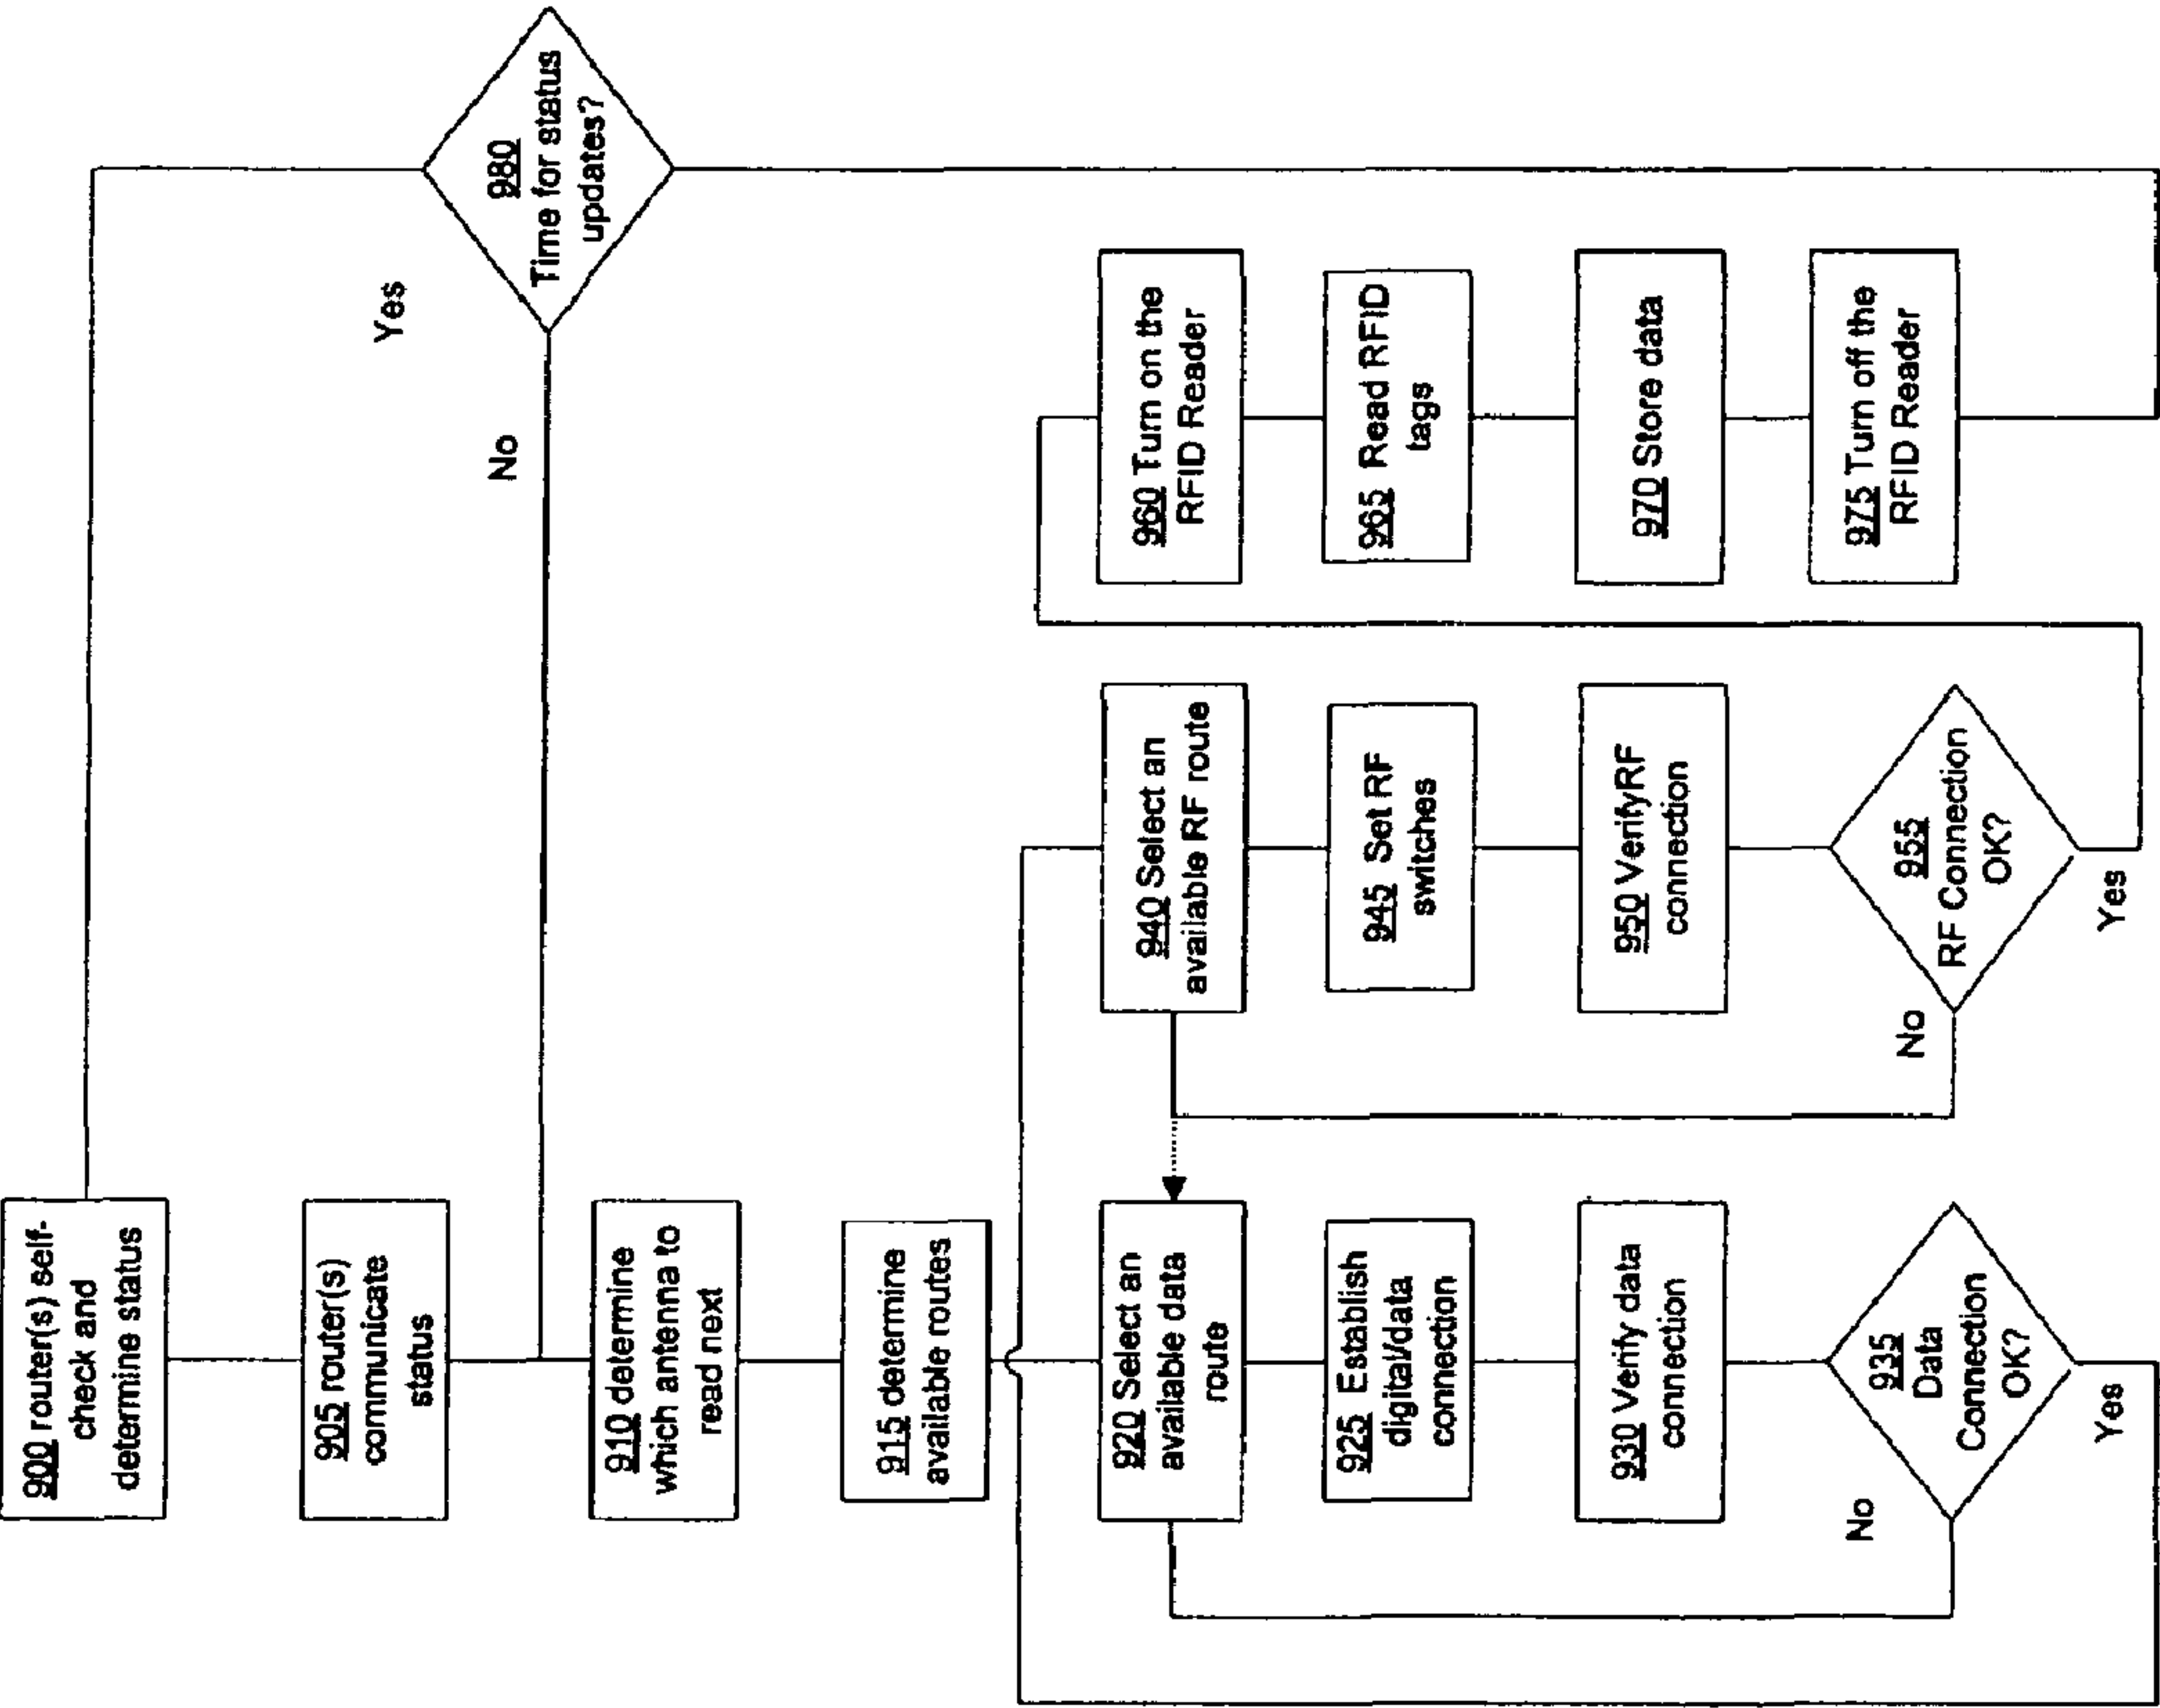 900 router(s) self-
check and
determine status
905 router(s)
communicate
status
910 determine
which antenna to
read next
915 determine
available routes
920 Select an
available data
route
925 Establish
digital/data
connection
930 Verify data
connection
935
Data
Connection
OK?
No
Yes
940 Select an
available RF route
945 Set RF
switches
950 VerifyRF
connection
955
RF Connection
OK?
No
Yes
960 Turn on the
RFID Reader
965 Read RFID
tags
970 Store data
975 Turn off the
RFID Reader
980
Time for status
updates?
Yes
No